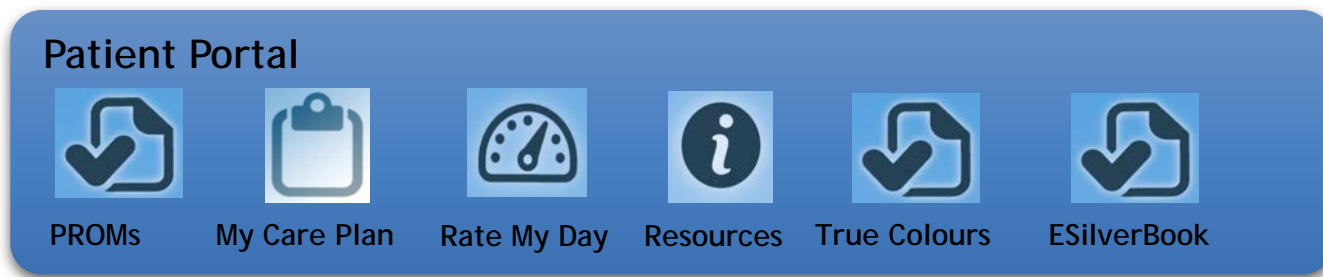 Patient Portal
PROMs My Care Plan Rate My Day Resources True Colours ESilverBook